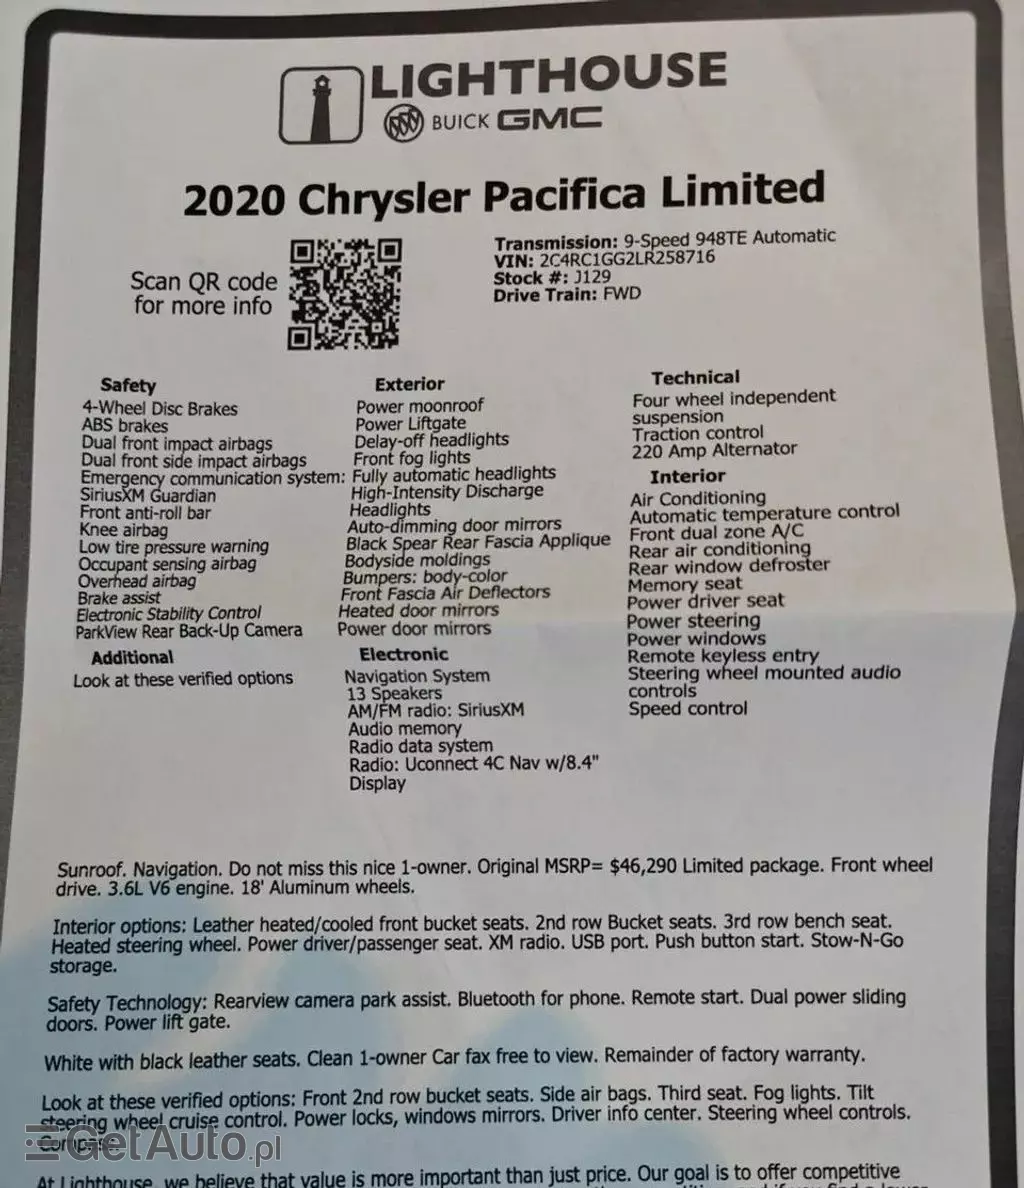 LIGHTHOUSE
BUICK GMC
2020 Chrysler Pacifica Limited
Scan QR code
for more info
Transmission: 9-Speed 948TE Automatic
VIN: 2C4RC1GG2LR258716
Stock #: J129
Drive Train: FWD
Safety
4-Wheel Disc Brakes
ABS brakes
Dual front impact airbags
Dual front side impact airbags
Emergency communication system:
SiriusXM Guardian
Front anti-roll bar
Knee airbag
Low tire pressure warning
Occupant sensing airbag
Overhead airbag
Brake assist
Electronic Stability Control
ParkView Rear Back-Up Camera
Additional
Look at these verified options
Exterior
Power moonroof
Power Liftgate
Delay-off headlights
Front fog lights
Fully automatic headlights
High-Intensity Discharge
Headlights
Auto-dimming door mirrors
Black Spear Rear Fascia Applique
Bodyside moldings
Bumpers: body-color
Front Fascia Air Deflectors
Heated door mirrors
Power door mirrors
Electronic
Navigation System
13 Speakers
AM/FM radio: SiriusXM
Audio memory
Radio data system
Radio: Uconnect 4C Nav w/8.4"
Display
Technical
Four wheel independent
suspension
Traction control
220 Amp Alternator
Interior
Air Conditioning
Automatic temperature control
Front dual zone A/C
Rear air conditioning
Rear window defroster
Memory seat
Power driver seat
Power steering
Power windows
Remote keyless entry
Steering wheel mounted audio
controls
Speed control
Sunroof. Navigation. Do not miss this nice 1-owner. Original MSRP= $46,290 Limited package. Front wheel
drive. 3.6L V6 engine. 18' Aluminum wheels.
Interior options: Leather heated/cooled front bucket seats. 2nd row Bucket seats. 3rd row bench seat.
Heated steering wheel. Power driver/passenger seat. XM radio. USB port. Push button start. Stow-N-Go
storage.
Safety Technology: Rearview camera park assist. Bluetooth for phone. Remote start. Dual power sliding
doors. Power lift gate.
White with black leather seats. Clean 1-owner Car fax free to view. Remainder of factory warranty.
Look at these verified options: Front 2nd row bucket seats. Side air bags. Third seat. Fog lights. Tilt
steering wheel cruise control. Power locks, windows mirrors. Driver info center. Steering wheel controls.
Compass.
GetAuto.pl
At Lighthouse, we believe that value is more important than just price. Our goal is to offer competitive